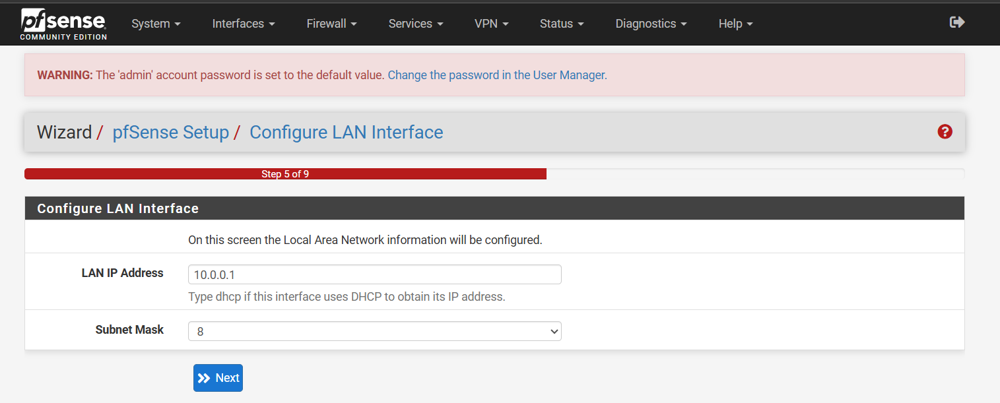 pfsense
COMMUNITY EDITION
System Interfaces Firewall Services VPN Status Diagnostics Help
WARNING: The 'admin' account password is set to the default value. Change the password in the User Manager.
Wizard / pfSense Setup / Configure LAN Interface
Step 5 of 9
Configure LAN Interface
On this screen the Local Area Network information will be configured.
LAN IP Address 10.0.0.1
Type dhcp if this interface uses DHCP to obtain its IP address.
Subnet Mask 8
Next